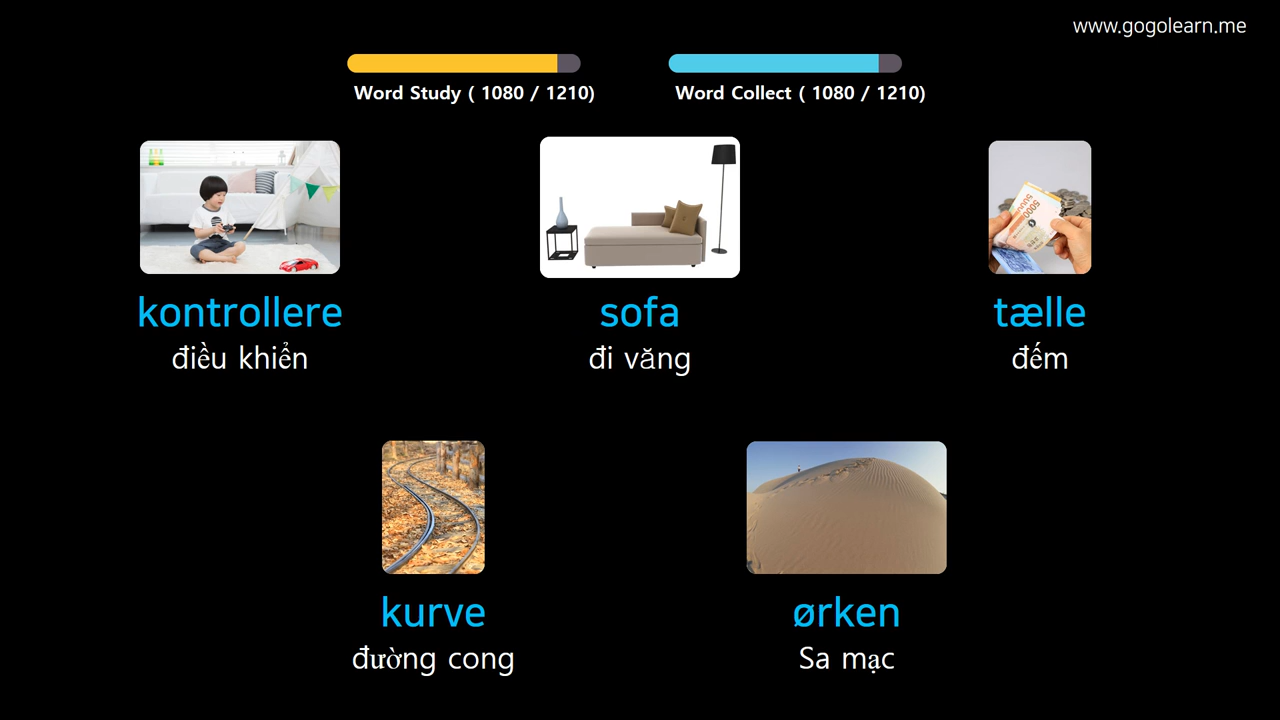 www.gogolearn.me
Word Study ( 1080 / 1210)
Word Collect ( 1080 / 1210)
kontrollere
điều khiển
sofa
đi văng
tælle
đếm
kurve
đường cong
ørken
Sa mạc